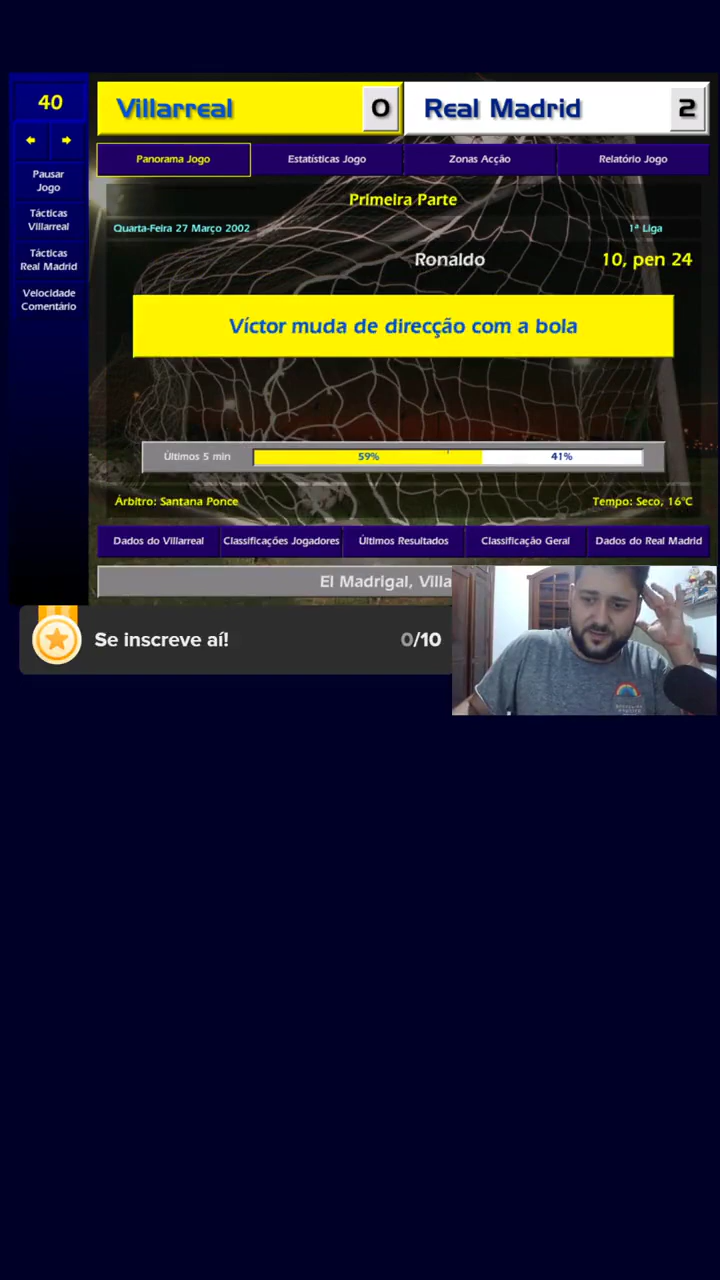 40
Villarreal 0 Real Madrid 2
Panorama Jogo Estatísticas Jogo Zonas Acção Relatório Jogo
Pausar
Jogo
Tácticas
Villarreal
Tácticas
Real Madrid
Velocidade
Comentário
Primeira Parte
Quarta-Feira 27 Março 2002 1ª Liga
Ronaldo 10, pen 24
Víctor muda de direcção com a bola
Últimos 5 min 59% 41%
Árbitro: Santana Ponce Tempo: Seco, 16°C
Dados do Villarreal Classificações Jogadores Últimos Resultados Classificação Geral Dados do Real Madrid
El Madrigal, Villa
Se inscreve aí! 0/10